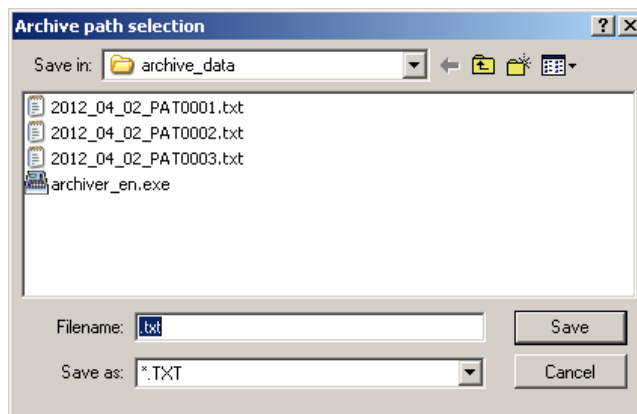 Archive path selection
Save in: archive_data
2012_04_02_PAT0001.txt
2012_04_02_PAT0002.txt
2012_04_02_PAT0003.txt
archiver_en.exe
Filename: .txt
Save
Save as: *.TXT
Cancel